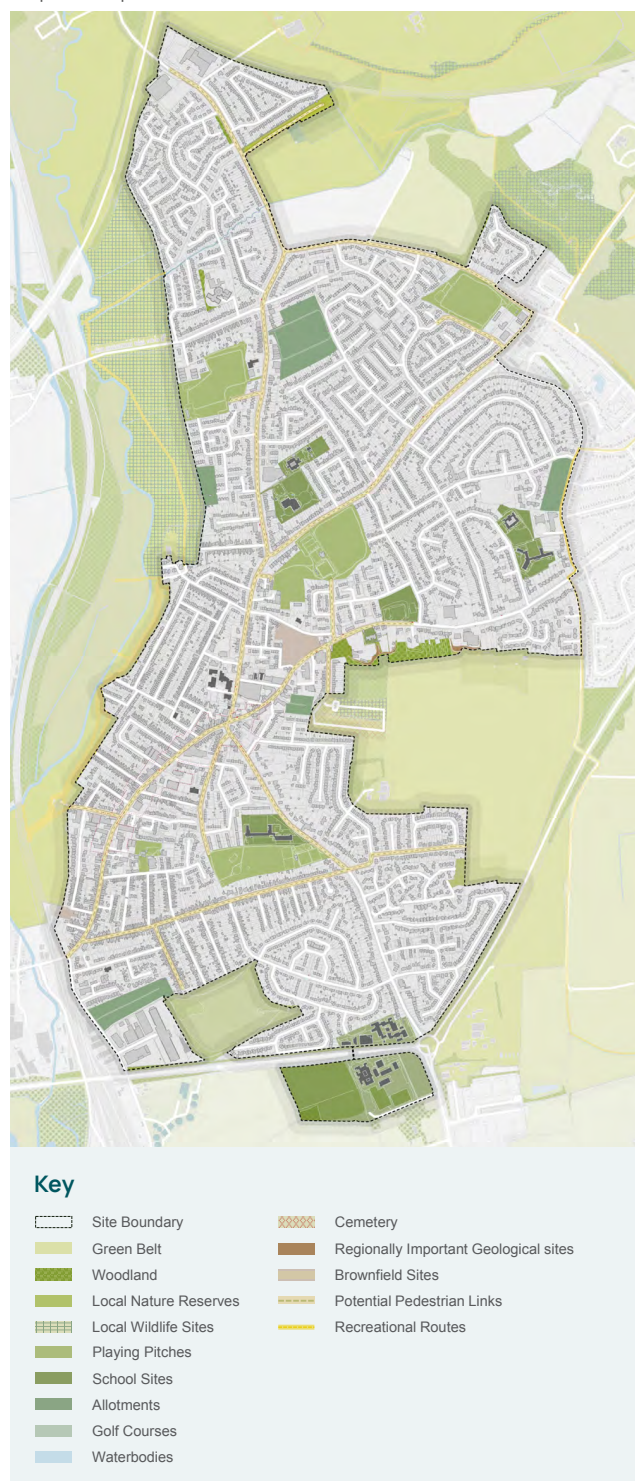 Key
Site Boundary
Green Belt
Woodland
Local Nature Reserves
Local Wildlife Sites
Playing Pitches
School Sites
Allotments
Golf Courses
Waterbodies
Cemetery
Regionally Important Geological sites
Brownfield Sites
Potential Pedestrian Links
Recreational Routes